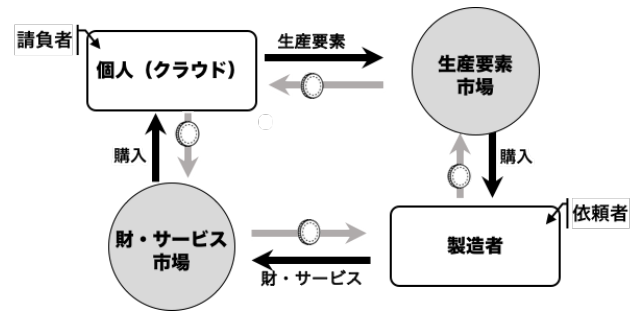 請負者
個人（クラウド）
生産要素
生産要素
市場
購入
購入
依頼者
財・サービス
市場
製造者
財・サービス